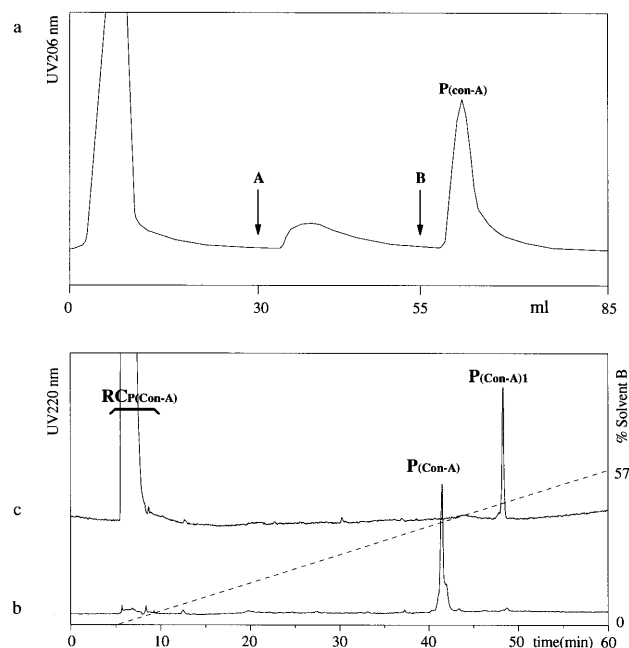 a
UV206 nm
P(con-A)
A
B
0
30
55
ml
85
UV220 nm
% Solvent B
P(Con-A)1
RCP(Con-A)
P(Con-A)
57
c
b
0
0
10
20
30
40
50
time(min)
60